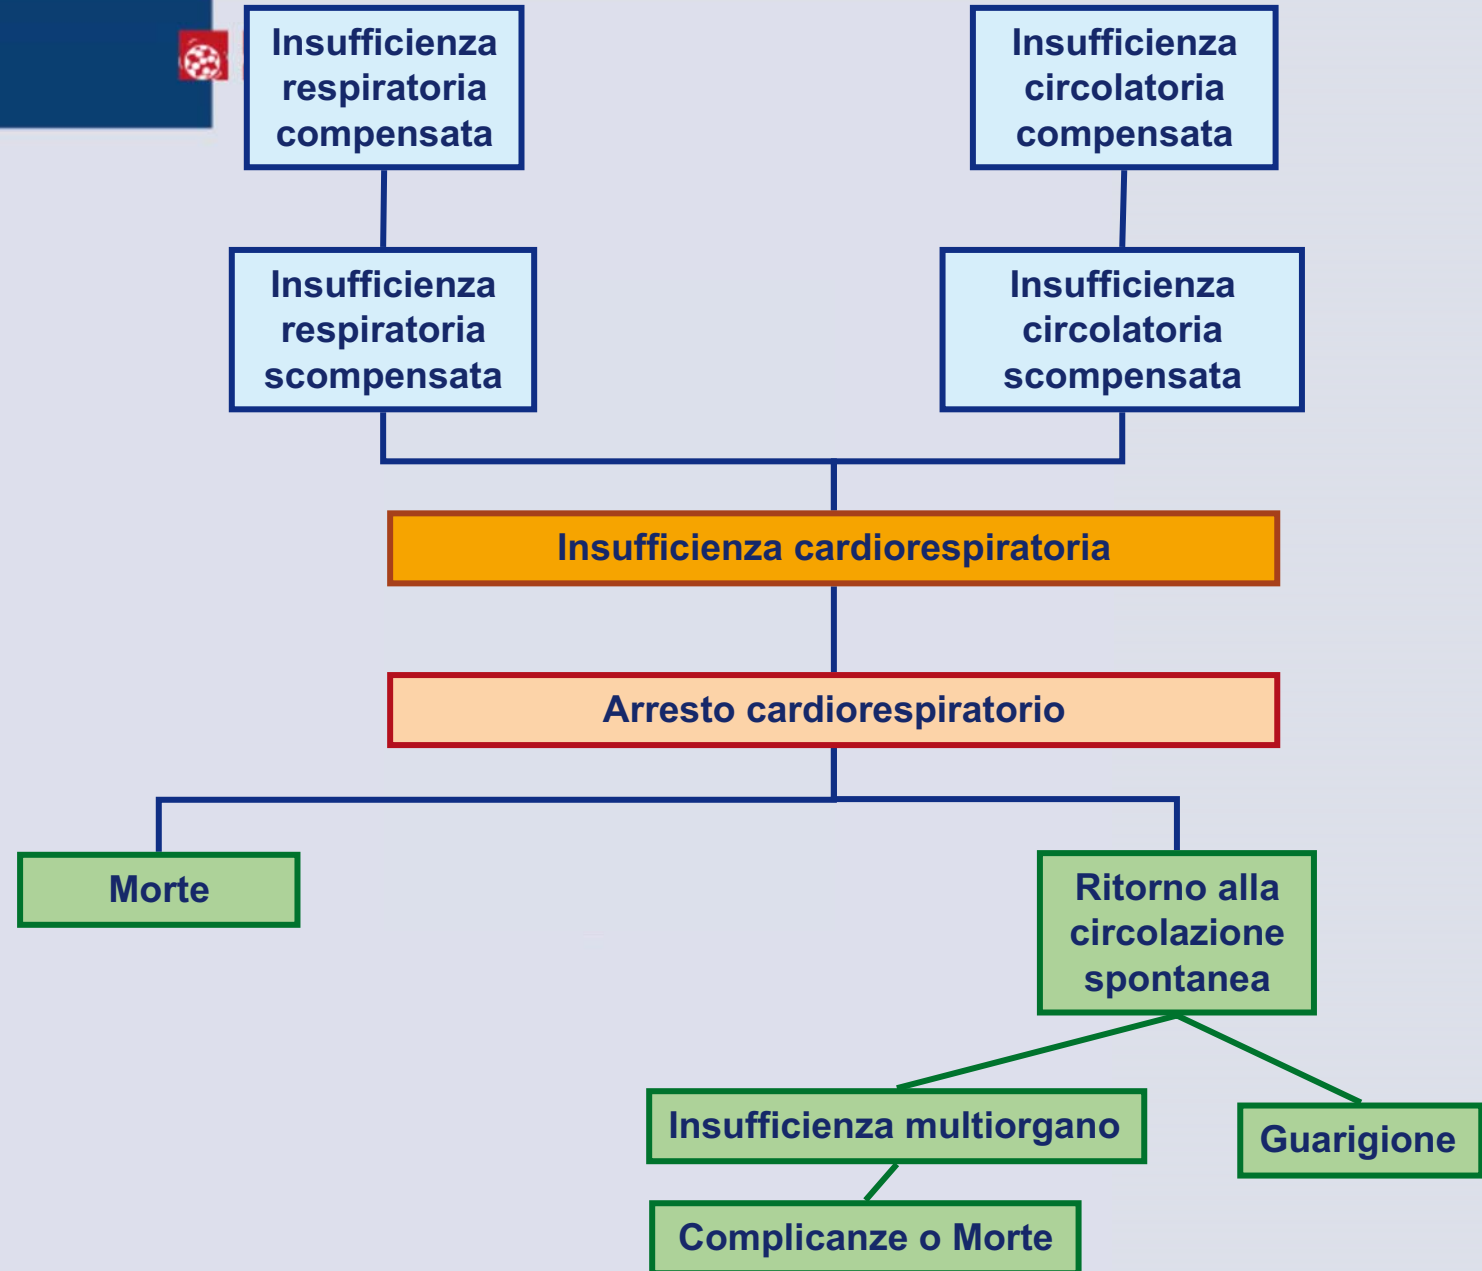 Insufficienza
respiratoria
compensata
Insufficienza
circolatoria
compensata
Insufficienza
respiratoria
scompensata
Insufficienza
circolatoria
scompensata
Insufficienza cardiorespiratoria
Arresto cardiorespiratorio
Morte
Ritorno alla
circolazione
spontanea
Insufficienza multiorgano
Guarigione
Complicanze o Morte